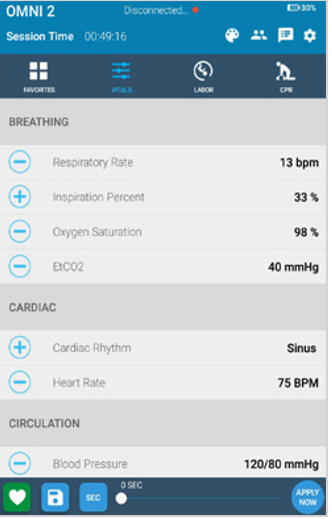 OMNI 2 Disconnected... 30%
Session Time 00:49:16
FAVORITES VITALS LABOR CPR
BREATHING
Respiratory Rate 13 bpm
Inspiration Percent 33 %
Oxygen Saturation 98 %
EtCO2 40 mmHg
CARDIAC
Cardiac Rhythm Sinus
Heart Rate 75 BPM
CIRCULATION
Blood Pressure 120/80 mmHg
0 SEC
SEC APPLY NOW